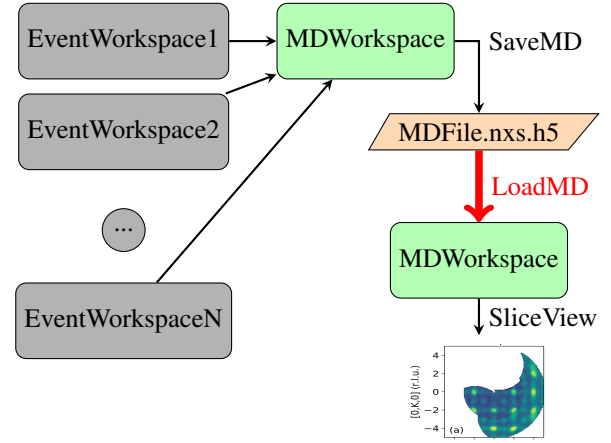 EventWorkspace1
MDWorkspace
SaveMD
EventWorkspace2
MDFile.nxs.h5
LoadMD
...
MDWorkspace
EventWorkspaceN
SliceView
[0,K,0] (r.l.u.)
4
2
0
−2
−4
(a)